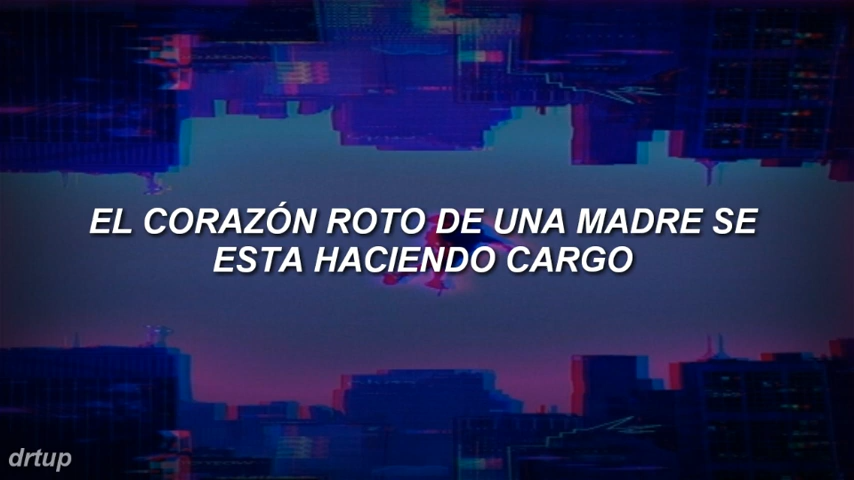 EL CORAZÓN ROTO DE UNA MADRE SE
ESTA HACIENDO CARGO
drtup